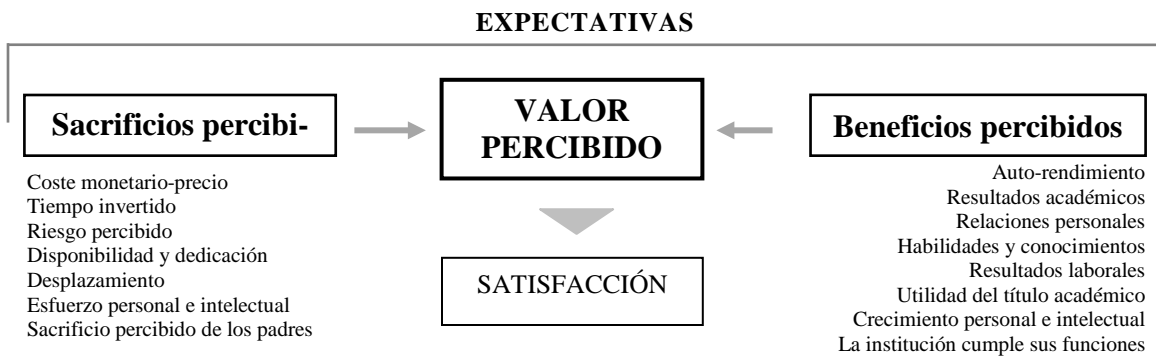 EXPECTATIVAS
Sacrificios percibi-
VALOR
PERCIBIDO
Beneficios percibidos
Coste monetario-precio
Tiempo invertido
Riesgo percibido
Disponibilidad y dedicación
Desplazamiento
Esfuerzo personal e intelectual
Sacrificio percibido de los padres
SATISFACCIÓN
Auto-rendimiento
Resultados académicos
Relaciones personales
Habilidades y conocimientos
Resultados laborales
Utilidad del título académico
Crecimiento personal e intelectual
La institución cumple sus funciones